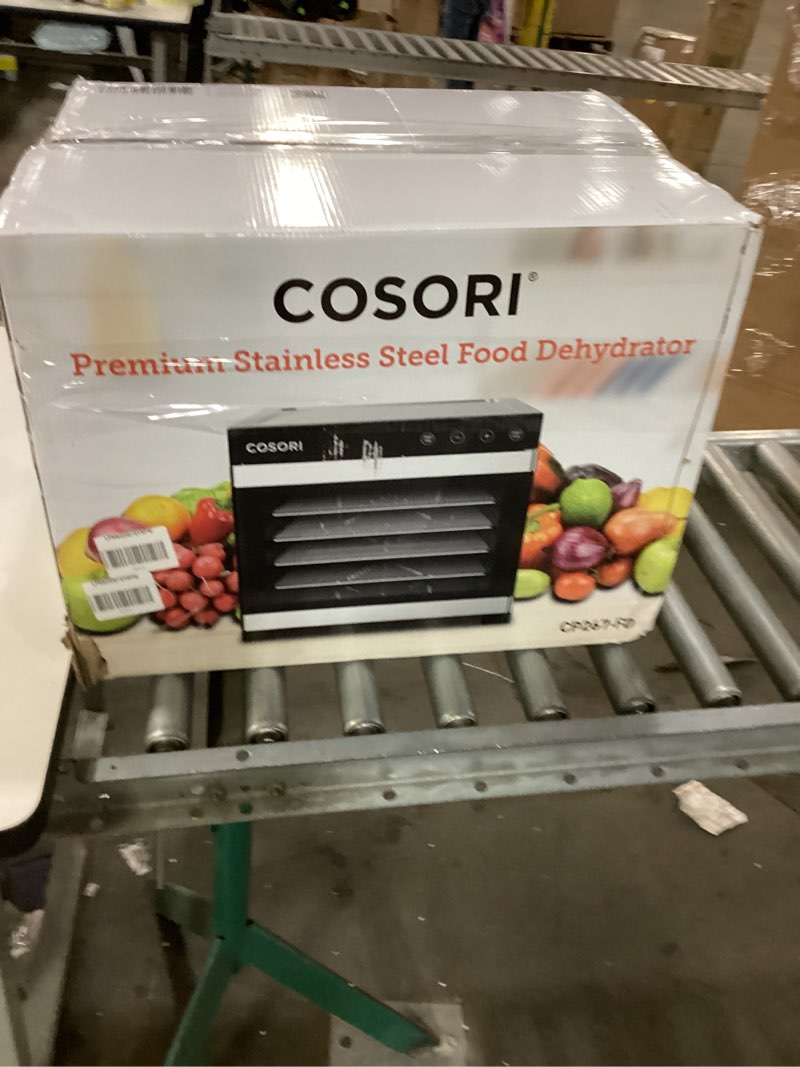 COSORI®
Premium Stainless Steel Food Dehydrator
COSORI
CP267-FD